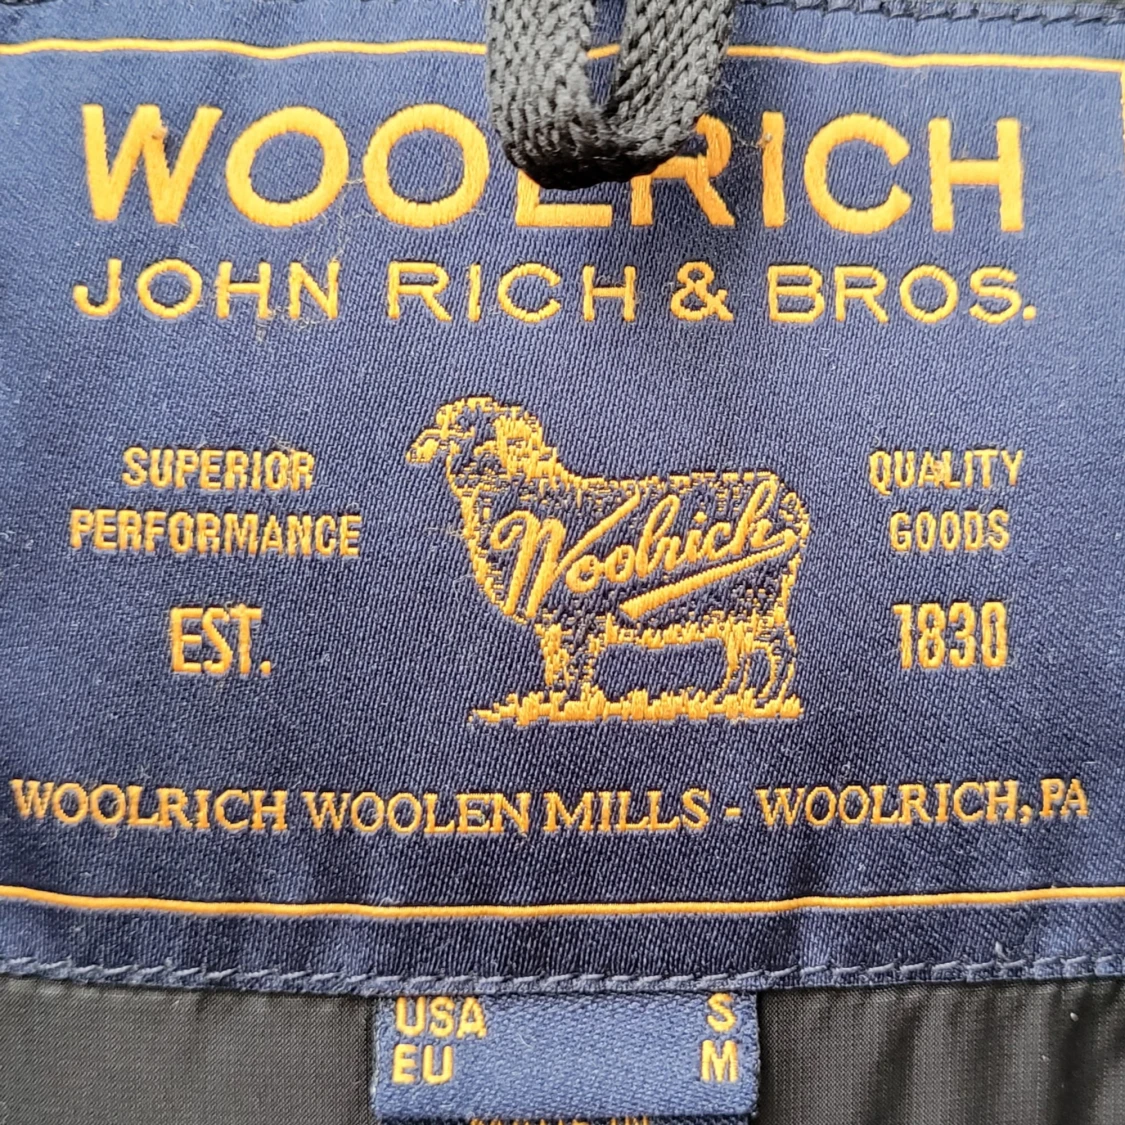 WOOLRICH
JOHN RICH & BROS.
SUPERIOR
PERFORMANCE
EST.
Woolrich
QUALITY
GOODS
1830
WOOLRICH WOOLEN MILLS - WOOLRICH, PA
USA S
EU M